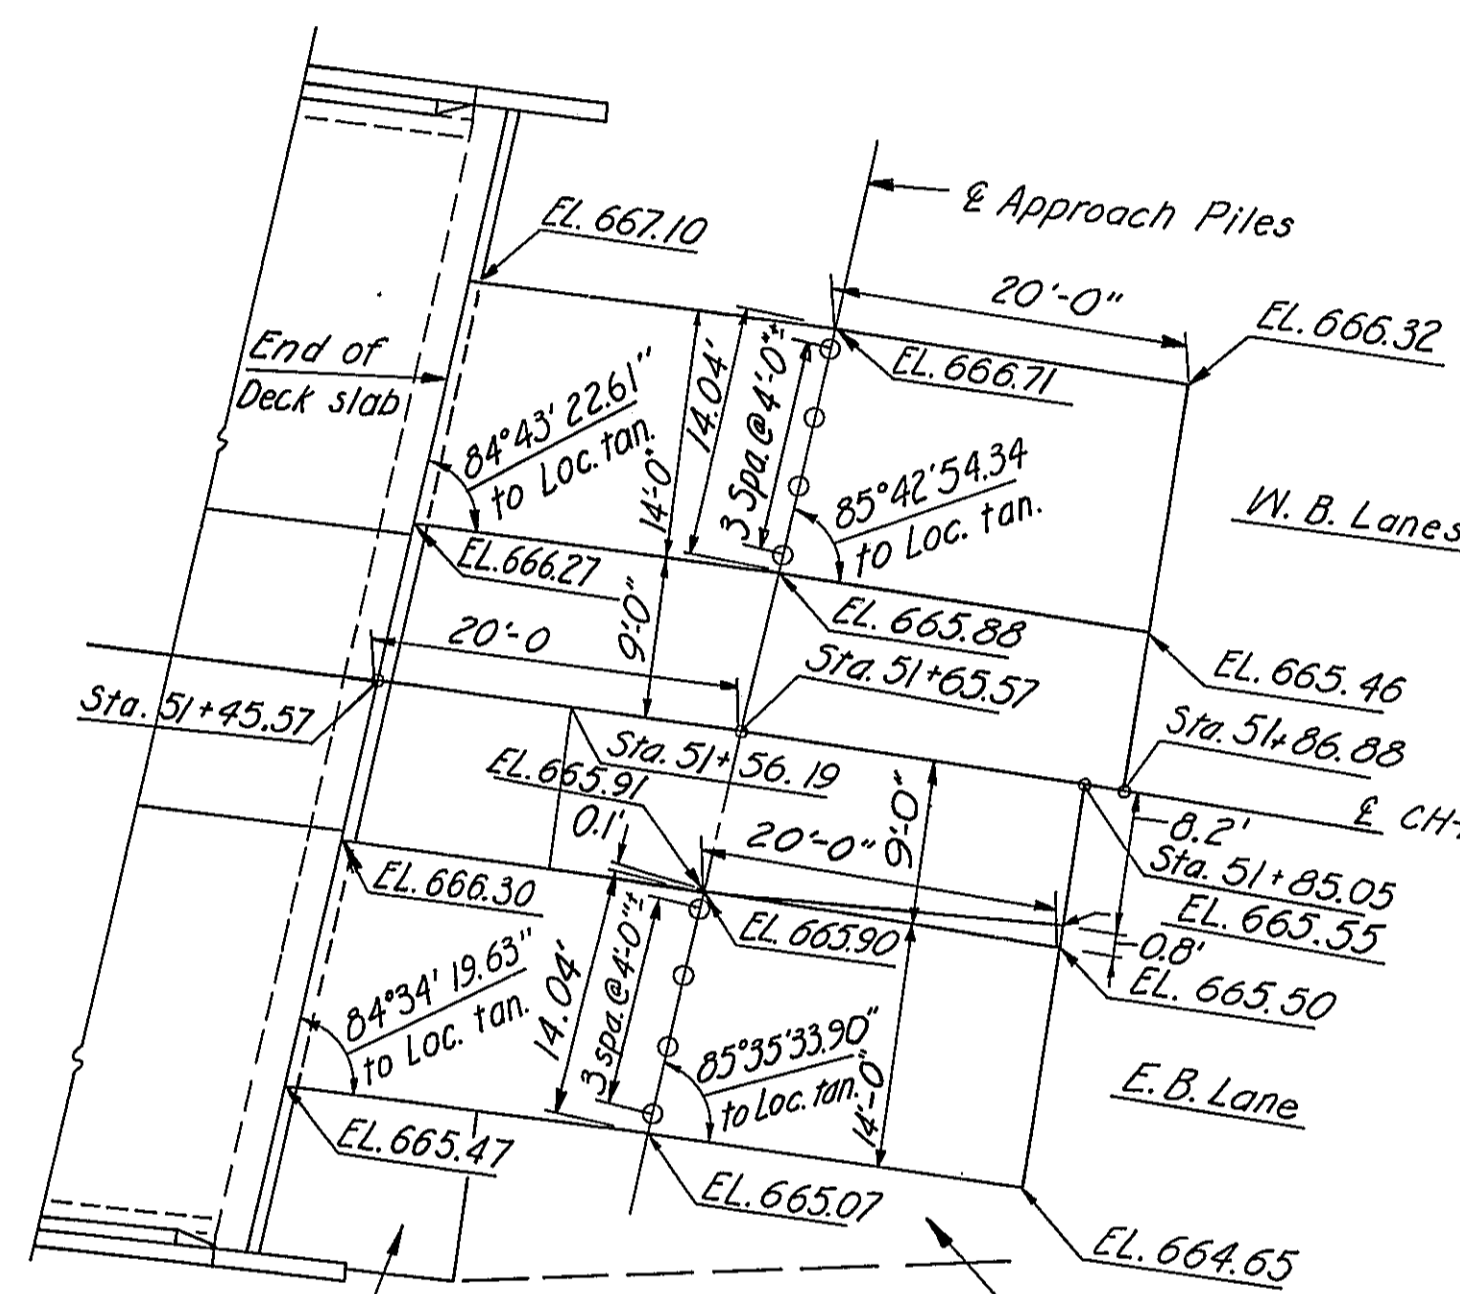 EL. 667.10
℄ Approach Piles
20'-0"
EL. 666.32
End of
Deck slab
EL. 666.71
14.04'
3 Spa. @ 4'-0"±
84°43' 22.61"
to Loc. tan.
14'-0"
85°42'54.34
to Loc. tan.
W. B. Lanes
EL. 666.27
20'-0
9'-0"
EL. 665.88
Sta. 51+65.57
EL. 665.46
Sta. 51+45.57
Sta. 51+56.19
Sta. 51+86.88
EL. 665.91
0.1'
20'-0"
9'-0"
8.2'
℄ CH-
Sta. 51+85.05
EL. 665.55
EL. 666.30
EL. 665.90
0.8'
EL. 665.50
84°34' 19.63"
to Loc. tan.
14.04'
3 spa. @ 4'-0"±
85°35'33.90"
to Loc. tan.
14'-0"
E. B. Lane
EL. 665.47
EL. 665.07
EL. 664.65